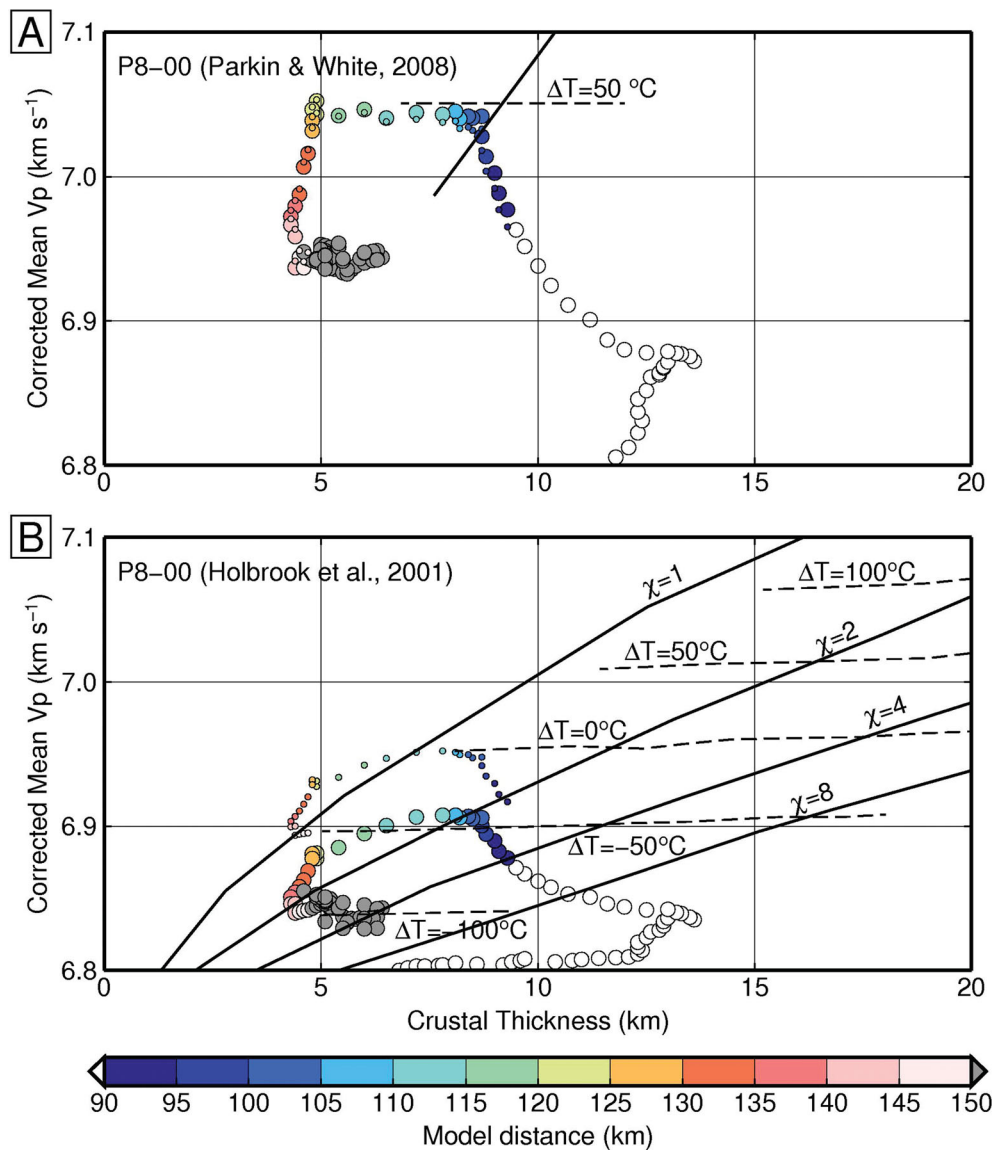 A
7.1
P8−00 (Parkin & White, 2008)
ΔT=50 °C
7.0
6.9
6.8
Corrected Mean Vp (km s⁻¹)
0 5 10 15 20
B
7.1
P8−00 (Holbrook et al., 2001)
χ=1
ΔT=100°C
χ=2
ΔT=50°C
7.0
χ=4
ΔT=0°C
χ=8
6.9
ΔT=−50°C
ΔT=−100°C
6.8
Corrected Mean Vp (km s⁻¹)
0 5 10 15 20
Crustal Thickness (km)
90 95 100 105 110 115 120 125 130 135 140 145 150
Model distance (km)